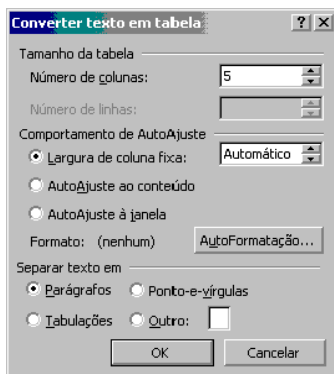 Converter texto em tabela
Tamanho da tabela
Número de colunas: 5
Número de linhas:
Comportamento de AutoAjuste
Largura de coluna fixa: Automático
AutoAjuste ao conteúdo
AutoAjuste à janela
Formato: (nenhum) AutoFormatação...
Separar texto em
Parágrafos Ponto-e-vírgulas
Tabulações Outro:
OK Cancelar